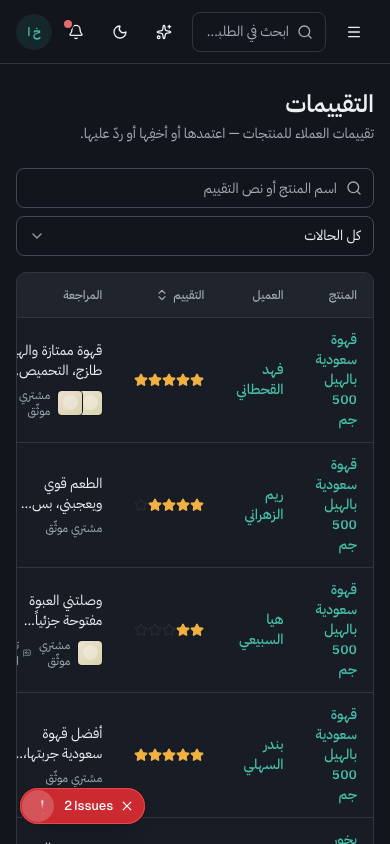 خ ا
ابحث في الطلبـ...
التقييمات
تقييمات العملاء للمنتجات — اعتمدها أو أخفِها أو ردّ عليها.
اسم المنتج أو نص التقييم
كل الحالات
المنتج العميل التقييم المراجعة
قهوة
سعودية
بالهيل
500
جم
فهد
القحطاني
قهوة ممتازة
طازج، التحميص.
مشتري
موثّق
قهوة
سعودية
بالهيل
500
جم
ريم
الزهراني
الطعم قوي
ويعجبني، بس...
مشتري موثّق
قهوة
سعودية
بالهيل
500
جم
هيا
السبيعي
وصلتني العبوة
مفتوحة جزئياً...
مشتري
موثّق
قهوة
سعودية
بالهيل
500
جم
بندر
السهلي
أفضل قهوة
سعودية جربتها،...
مشتري موثّق
بخور
2 Issues